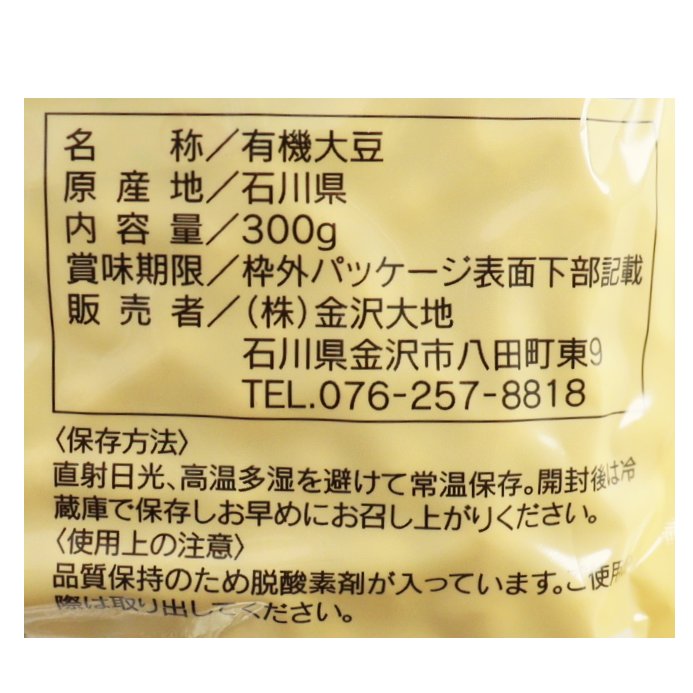 名称／有機大豆
原産地／石川県
内容量／300g
賞味期限／枠外パッケージ表面下部記載
販売者／(株)金沢大地
石川県金沢市八田町東9
TEL.076-257-8818
〈保存方法〉
直射日光、高温多湿を避けて常温保存。開封後は冷
蔵庫で保存しお早めにお召し上がりください。
〈使用上の注意〉
品質保持のため脱酸素剤が入っています。ご使用の
際は取り出してください。